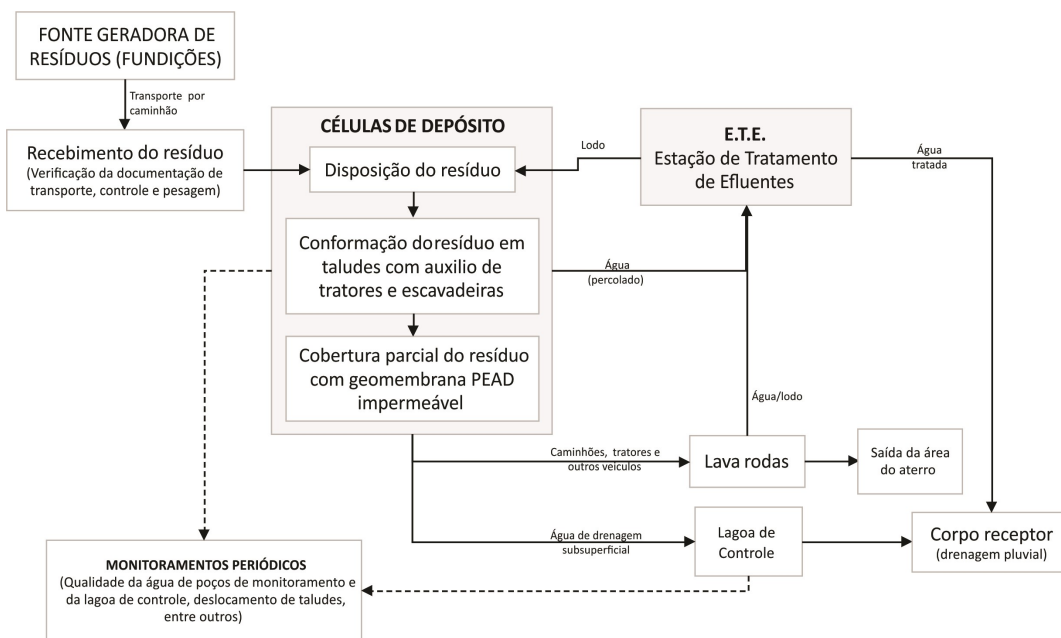 FONTE GERADORA DE
RESÍDUOS (FUNDIÇÕES)
Transporte por
caminhão
Recebimento do resíduo
(Verificação da documentação de
transporte, controle e pesagem)
CÉLULAS DE DEPÓSITO
Disposição do resíduo
Conformação do resíduo em
taludes com auxilio de
tratores e escavadeiras
Cobertura parcial do resíduo
com geomembrana PEAD
impermeável
Lodo
E.T.E.
Estação de Tratamento
de Efluentes
Água
tratada
Água
(percolado)
Água/lodo
Caminhões, tratores e
outros veiculos
Lava rodas
Saída da área
do aterro
Água de drenagem
subsuperficial
Lagoa de
Controle
Corpo receptor
(drenagem pluvial)
MONITORAMENTOS PERIÓDICOS
(Qualidade da água de poços de monitoramento e
da lagoa de controle, deslocamento de taludes,
entre outros)